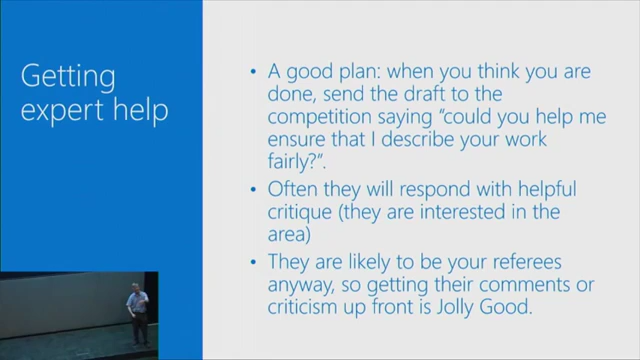 Getting
expert help
• A good plan: when you think you are
done, send the draft to the
competition saying “could you help me
ensure that I describe your work
fairly?”.
• Often they will respond with helpful
critique (they are interested in the
area)
• They are likely to be your referees
anyway, so getting their comments or
criticism up front is Jolly Good.